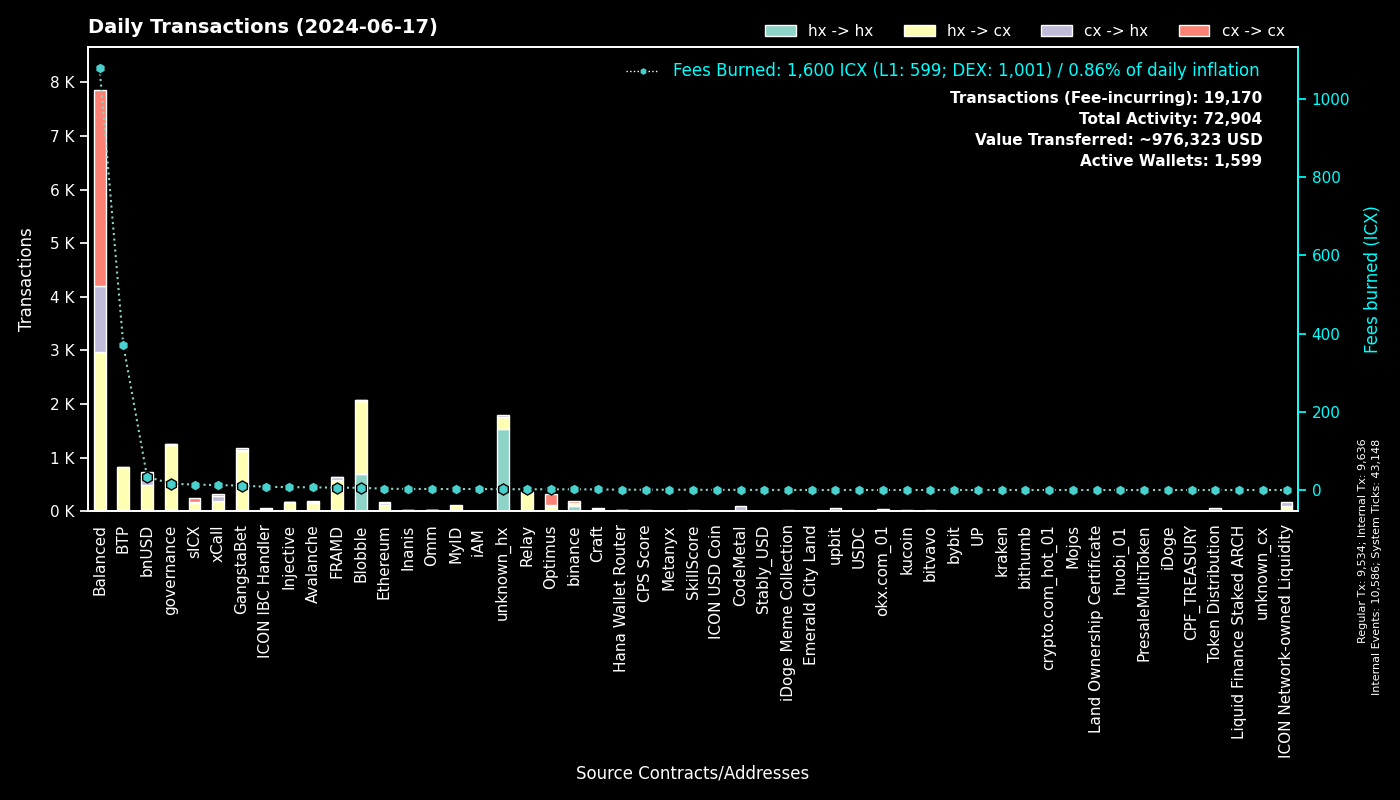 Daily Transactions (2024-06-17)
hx -> hx
hx -> cx
cx -> hx
cx -> cx
Fees Burned: 1,600 ICX (L1: 599; DEX: 1,001) / 0.86% of daily inflation
Transactions (Fee-incurring): 19,170
Total Activity: 72,904
Value Transferred: ~976,323 USD
Active Wallets: 1,599
Transactions
8 K
7 K
6 K
5 K
4 K
3 K
2 K
1 K
0 K
1000
800
600
400
200
0
Fees burned (ICX)
Regular Tx: 9,534; Internal Tx: 9,636
Internal Events: 10,586; System Ticks: 43,148
Balanced
BTP
bnUSD
governance
sICX
xCall
GangstaBet
ICON IBC Handler
Injective
Avalanche
FRAMD
Blobble
Ethereum
Inanis
Omm
MyID
iAM
unknown_hx
Relay
Optimus
binance
Craft
Hana Wallet Router
CPS Score
Metanyx
SkillScore
ICON USD Coin
CodeMetal
Stably_USD
iDoge Meme Collection
Emerald City Land
upbit
USDC
okx.com_01
kucoin
bitvavo
bybit
UP
kraken
bithumb
crypto.com_hot_01
Mojos
Land Ownership Certificate
huobi_01
PresaleMultiToken
iDoge
CPF_TREASURY
Token Distribution
Liquid Finance Staked ARCH
unknown_cx
ICON Network-owned Liquidity
Source Contracts/Addresses